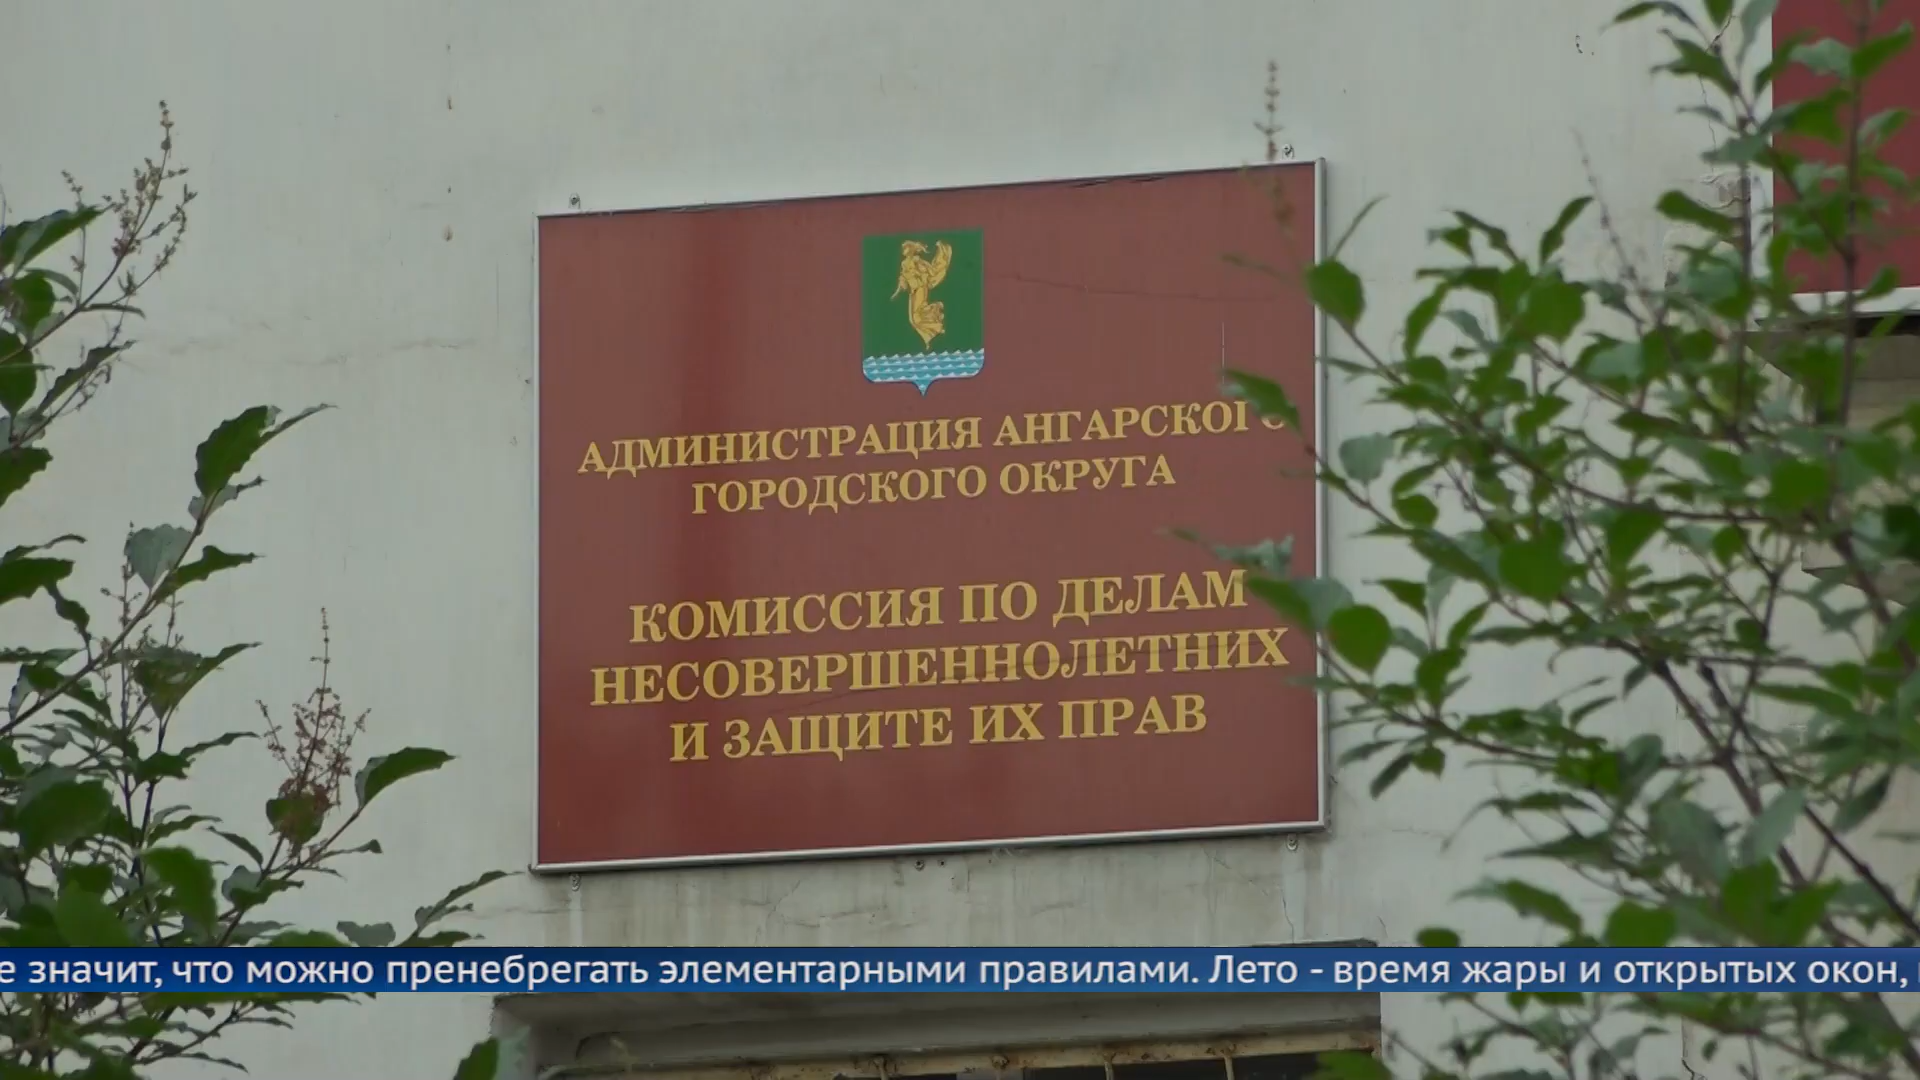 АДМИНИСТРАЦИЯ АНГАРСКОГО
ГОРОДСКОГО ОКРУГА
КОМИССИЯ ПО ДЕЛАМ
НЕСОВЕРШЕННОЛЕТНИХ
И ЗАЩИТЕ ИХ ПРАВ
е значит, что можно пренебрегать элементарными правилами. Лето - время жары и открытых окон,